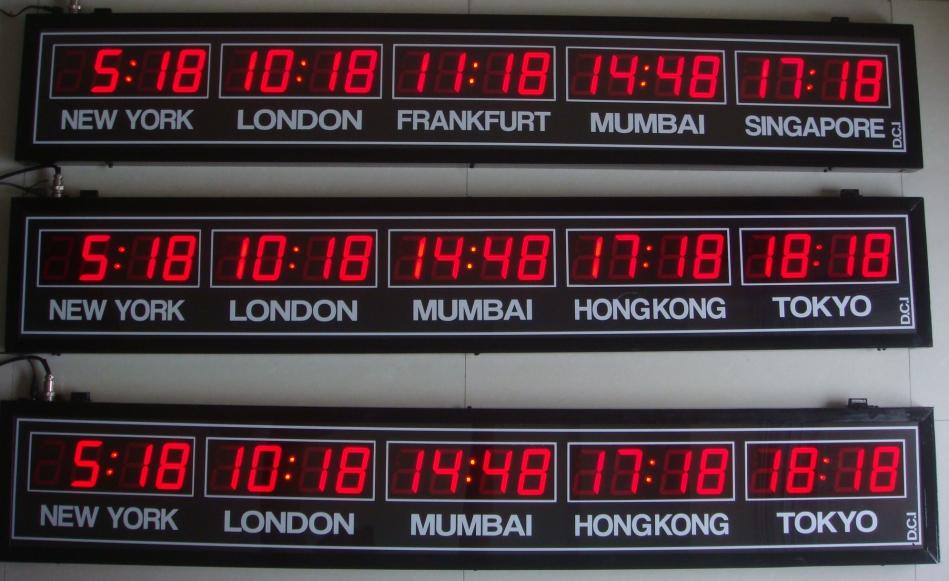 5:18 10:18 11:18 14:48 17:18
NEW YORK LONDON FRANKFURT MUMBAI SINGAPORE D.C.I
5:18 10:18 14:48 17:18 18:18
NEW YORK LONDON MUMBAI HONGKONG TOKYO D.C.I
5:18 10:18 14:48 17:18 18:18
NEW YORK LONDON MUMBAI HONGKONG TOKYO D.C.I